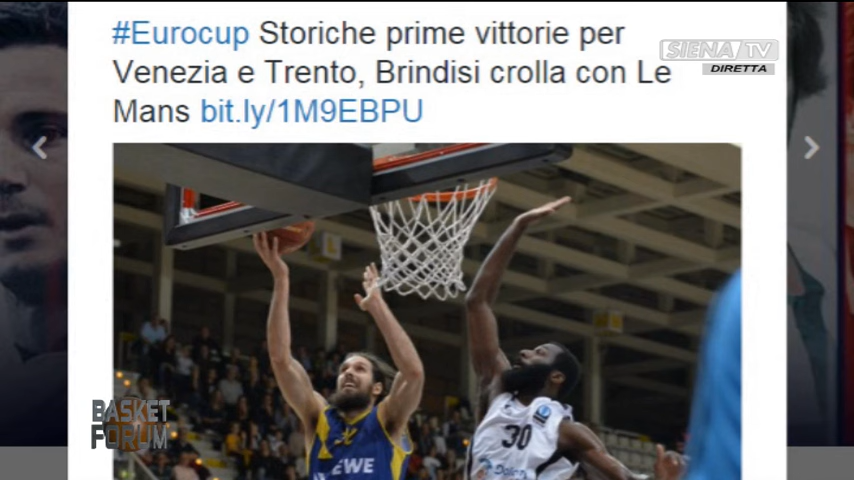 #Eurocup Storiche prime vittorie per
Venezia e Trento, Brindisi crolla con Le
Mans bit.ly/1M9EBPU
SIENA TV
DIRETTA
30
EWE
BASKET
FORUM